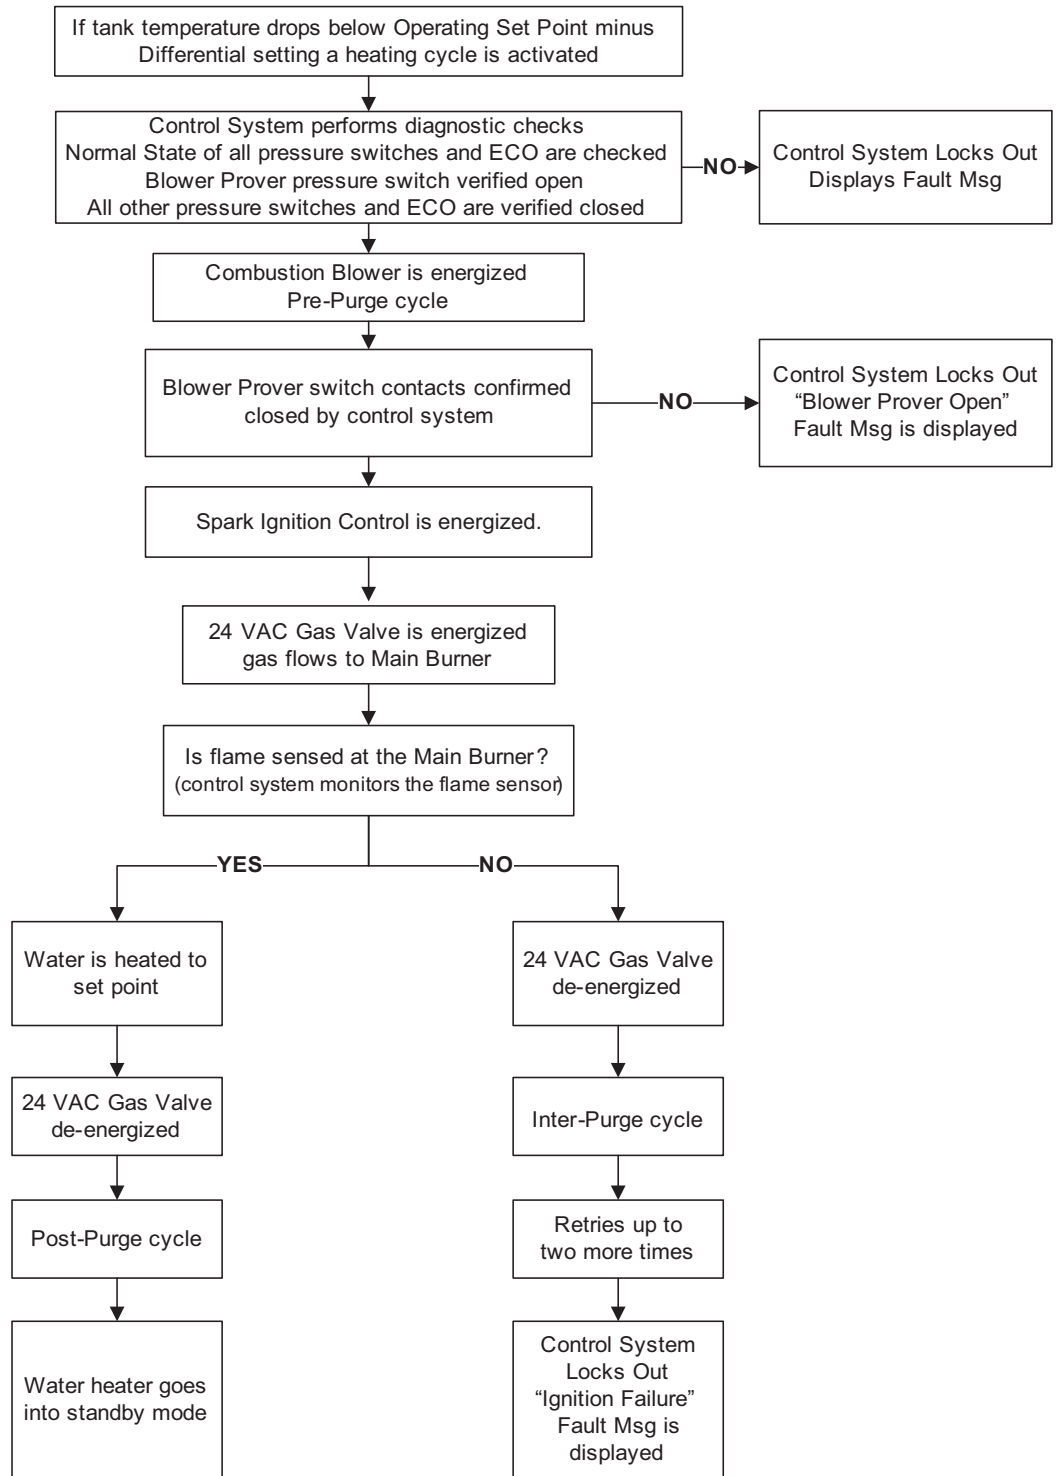 If tank temperature drops below Operating Set Point minus
Differential setting a heating cycle is activated
Control System performs diagnostic checks
Normal State of all pressure switches and ECO are checked
Blower Prover pressure switch verified open
All other pressure switches and ECO are verified closed
NO
Control System Locks Out
Displays Fault Msg
Combustion Blower is energized
Pre-Purge cycle
Blower Prover switch contacts confirmed
closed by control system
NO
Control System Locks Out
“Blower Prover Open”
Fault Msg is displayed
Spark Ignition Control is energized.
24 VAC Gas Valve is energized
gas flows to Main Burner
Is flame sensed at the Main Burner?
(control system monitors the flame sensor)
YES
NO
Water is heated to
set point
24 VAC Gas Valve
de-energized
24 VAC Gas Valve
de-energized
Inter-Purge cycle
Post-Purge cycle
Retries up to
two more times
Water heater goes
into standby mode
Control System
Locks Out
“Ignition Failure”
Fault Msg is
displayed